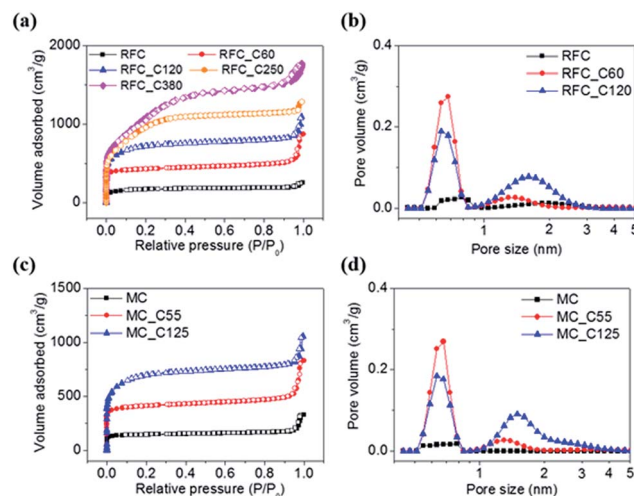 (a)
2000
1000
0
RFC
RFC_C60
RFC_C120
RFC_C250
RFC_C380
0.0 0.2 0.4 0.6 0.8 1.0
Volume adsorbed (cm³/g)
Relative pressure (P/P₀)
(b)
0.4
0.2
0.0
RFC
RFC_C60
RFC_C120
1 2 3 4 5
Pore volume (cm³/g)
Pore size (nm)
(c)
1500
1000
500
0
MC
MC_C55
MC_C125
0.0 0.2 0.4 0.6 0.8 1.0
Volume adsorbed (cm³/g)
Relative pressure (P/P₀)
(d)
0.4
0.2
0.0
MC
MC_C55
MC_C125
1 2 3 4 5
Pore volume (cm³/g)
Pore size (nm)